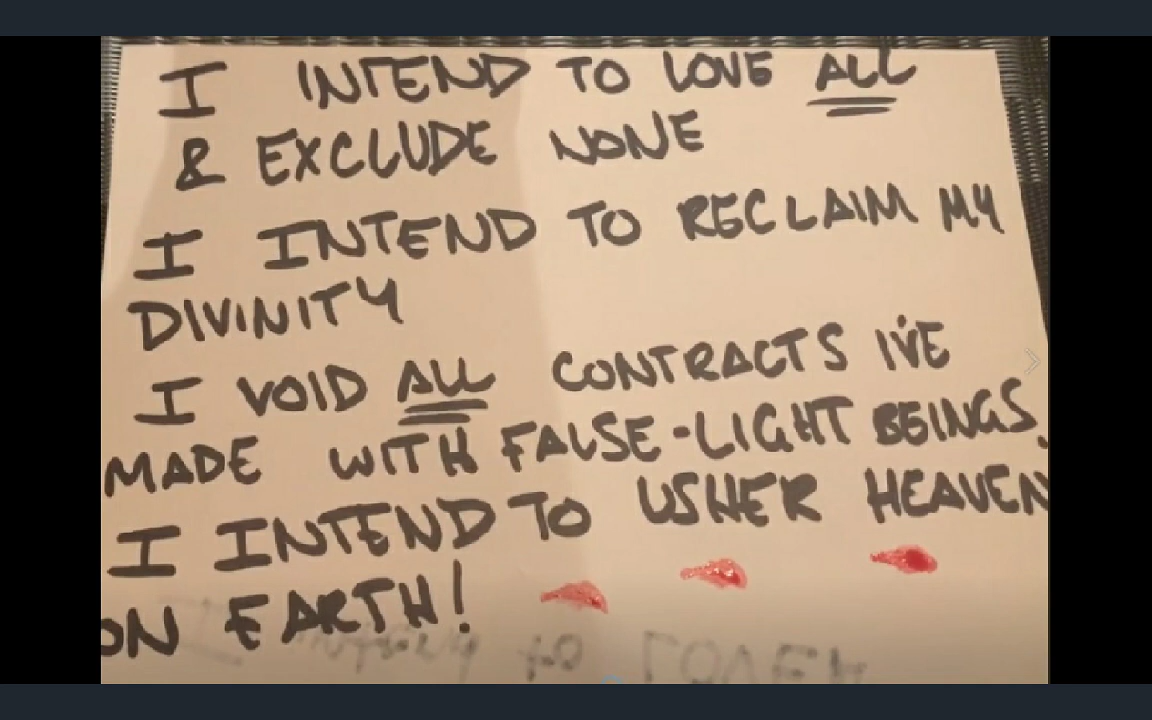 I INTEND TO LOVE ALL
& EXCLUDE NONE
I INTEND TO RECLAIM MY
DIVINITY
I VOID ALL CONTRACTS I'VE
MADE WITH FALSE-LIGHT BEINGS.
I INTEND TO USHER HEAVEN
ON EARTH!